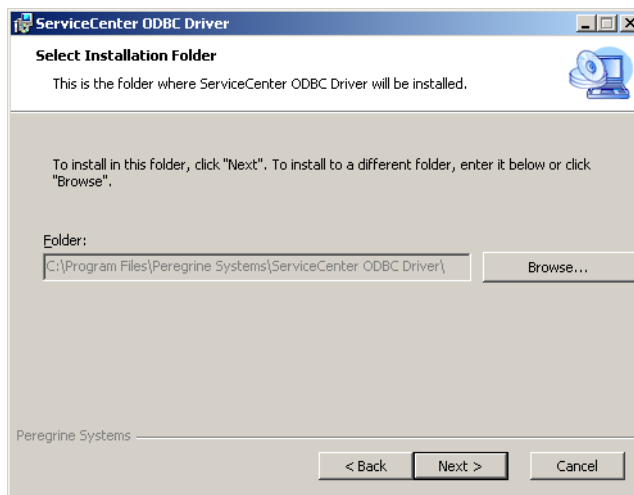 ServiceCenter ODBC Driver
Select Installation Folder
This is the folder where ServiceCenter ODBC Driver will be installed.
To install in this folder, click "Next". To install to a different folder, enter it below or click
"Browse".
Folder:
C:\Program Files\Peregrine Systems\ServiceCenter ODBC Driver\
Browse...
Peregrine Systems
< Back
Next >
Cancel